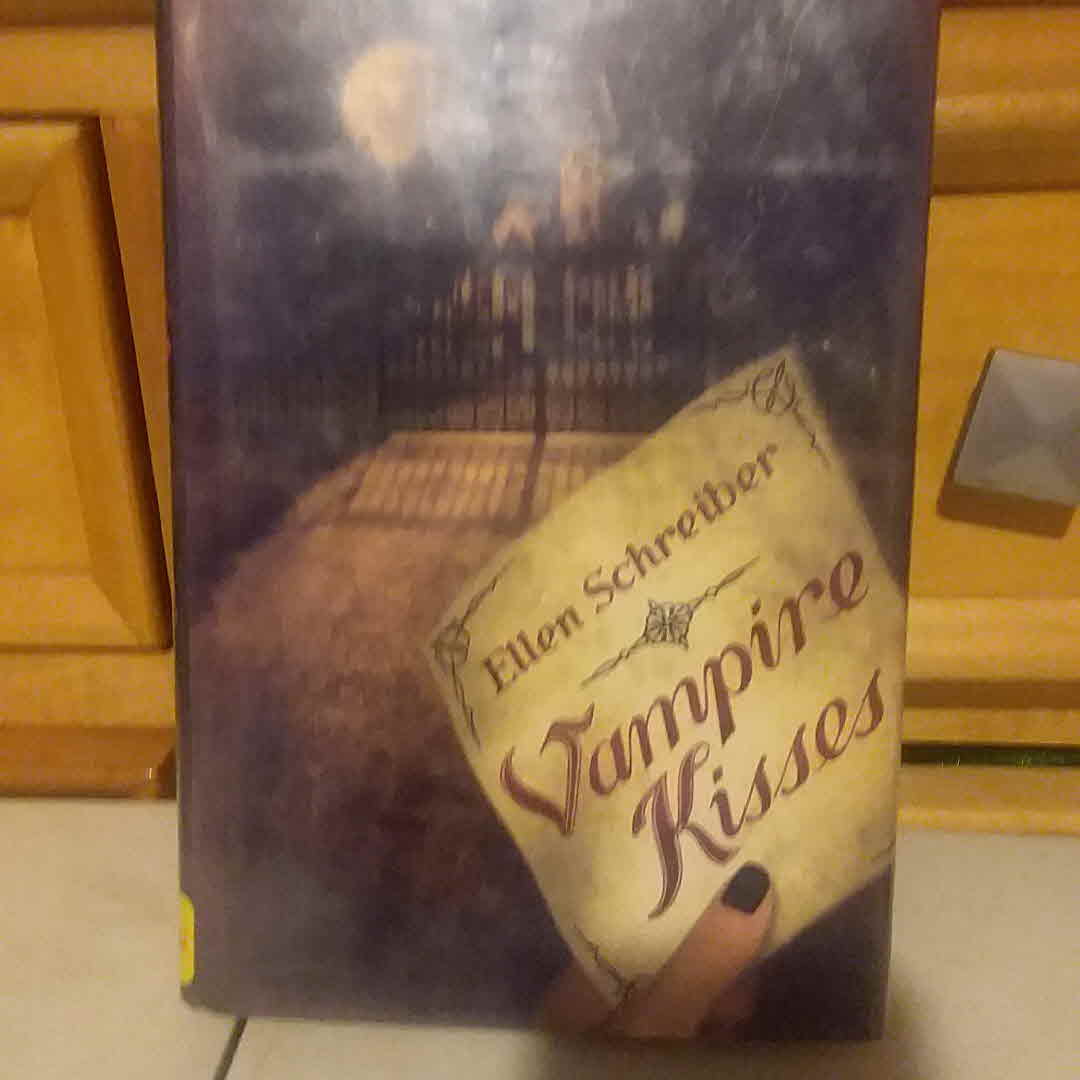 Ellen Schreiber
Vampire
Kisses